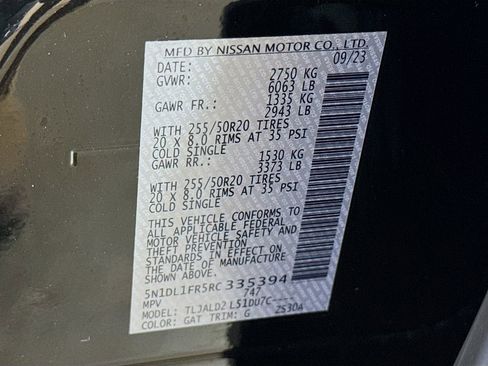 MFD BY NISSAN MOTOR CO., LTD.
DATE: 09/23
GVWR: 2750 KG
6063 LB
GAWR FR.: 1335 KG
2943 LB
WITH 255/50R20 TIRES
20 X 8.0 RIMS AT 35 PSI
COLD SINGLE
GAWR RR.: 1530 KG
3373 LB
WITH 255/50R20 TIRES
20 X 8.0 RIMS AT 35 PSI
COLD SINGLE
THIS VEHICLE CONFORMS TO
ALL APPLICABLE FEDERAL
MOTOR VEHICLE SAFETY AND
THEFT PREVENTION
STANDARDS IN EFFECT ON
THE DATE OF MANUFACTURE
SHOWN ABOVE.
5N1DL1FR5RC335394
MPV 747
MODEL: TLJALD2 L51DU7C----
COLOR: GAT TRIM: G 2S30A